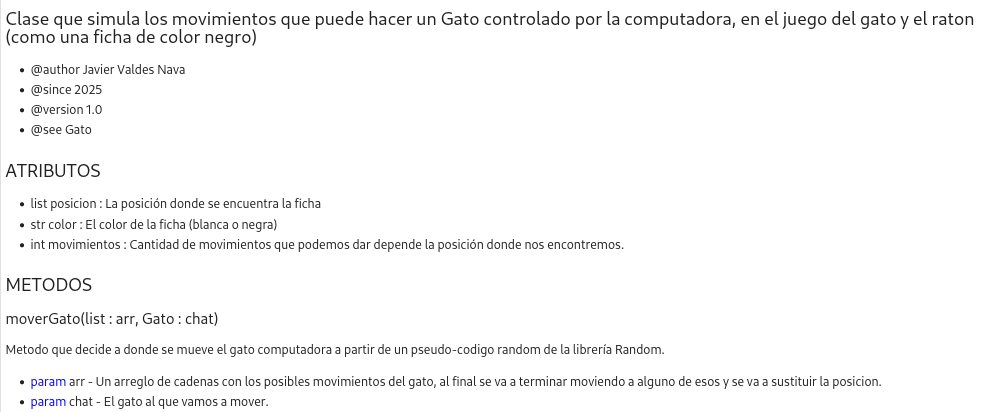 Clase que simula los movimientos que puede hacer un Gato controlado por la computadora, en el juego del gato y el raton
(como una ficha de color negro)
• @author Javier Valdes Nava
• @since 2025
• @version 1.0
• @see Gato
ATRIBUTOS
• list posicion : La posición donde se encuentra la ficha
• str color : El color de la ficha (blanca o negra)
• int movimientos : Cantidad de movimientos que podemos dar depende la posición donde nos encontremos.
METODOS
moverGato(list : arr, Gato : chat)
Metodo que decide a donde se mueve el gato computadora a partir de un pseudo-codigo random de la librería Random.
• param arr - Un arreglo de cadenas con los posibles movimientos del gato, al final se va a terminar moviendo a alguno de esos y se va a sustituir la posicion.
• param chat - El gato al que vamos a mover.